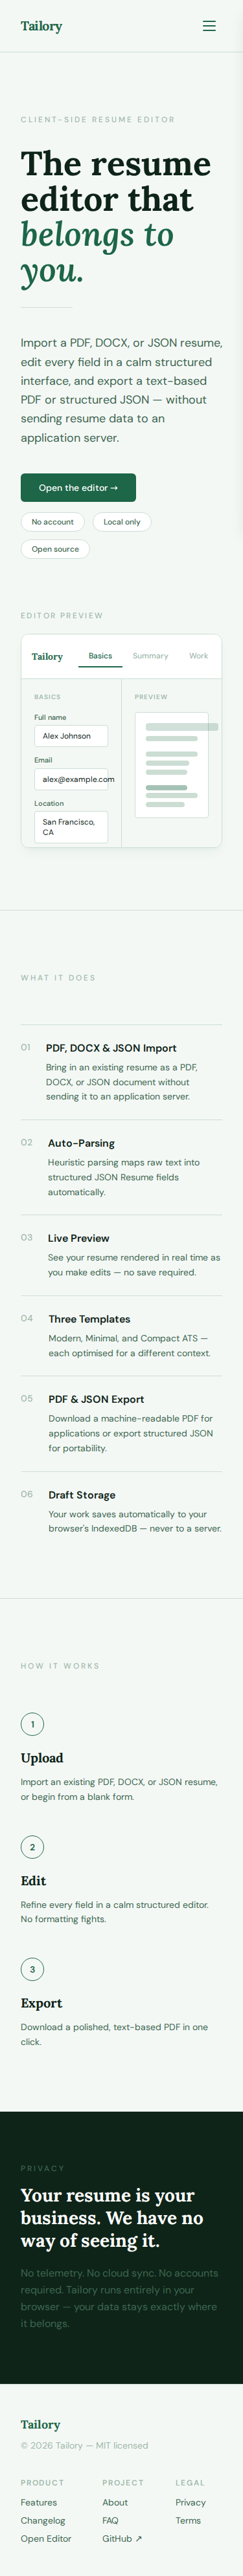 Tailory
CLIENT-SIDE RESUME EDITOR
The resume
editor that
belongs to
you.
Import a PDF, DOCX, or JSON resume,
edit every field in a calm structured
interface, and export a text-based
PDF or structured JSON — without
sending resume data to an
application server.
Open the editor →
No account
Local only
Open source
EDITOR PREVIEW
Tailory
Basics
Summary
Work
BASICS
PREVIEW
Full name
Alex Johnson
Email
alex@example.com
Location
San Francisco,
CA
WHAT IT DOES
01
PDF, DOCX & JSON Import
Bring in an existing resume as a PDF,
DOCX, or JSON document without
sending it to an application server.
02
Auto-Parsing
Heuristic parsing maps raw text into
structured JSON Resume fields
automatically.
03
Live Preview
See your resume rendered in real time as
you make edits — no save required.
04
Three Templates
Modern, Minimal, and Compact ATS —
each optimised for a different context.
05
PDF & JSON Export
Download a machine-readable PDF for
applications or export structured JSON
for portability.
06
Draft Storage
Your work saves automatically to your
browser's IndexedDB — never to a server.
HOW IT WORKS
1
Upload
Import an existing PDF, DOCX, or JSON resume,
or begin from a blank form.
2
Edit
Refine every field in a calm structured editor.
No formatting fights.
3
Export
Download a polished, text-based PDF in one
click.
PRIVACY
Your resume is your
business. We have no
way of seeing it.
No telemetry. No cloud sync. No accounts
required. Tailory runs entirely in your
browser — your data stays exactly where
it belongs.
Tailory
© 2026 Tailory — MIT licensed
PRODUCT
Features
Changelog
Open Editor
PROJECT
About
FAQ
GitHub ↗
LEGAL
Privacy
Terms